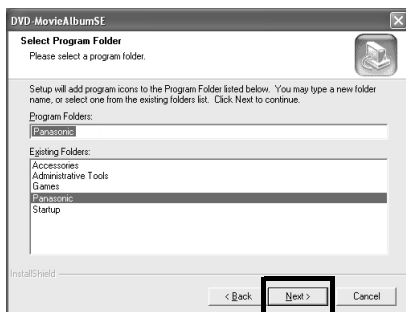 DVD-MovieAlbumSE
Select Program Folder
Please select a program folder.
Setup will add program icons to the Program Folder listed below. You may type a new folder
name, or select one from the existing folders list. Click Next to continue.
Program Folders:
Panasonic
Existing Folders:
Accessories
Administrative Tools
Games
Panasonic
Startup
InstallShield
< Back Next > Cancel